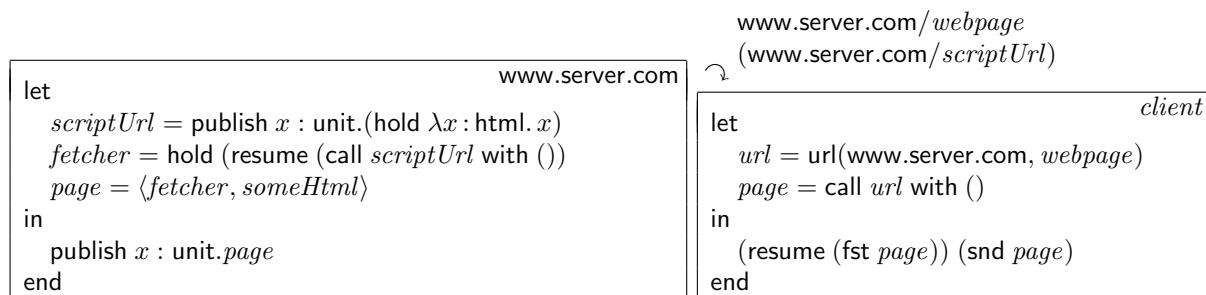 www.server.com/webpage
(www.server.com/scriptUrl)
www.server.com
let
scriptUrl = publish x : unit.(hold λx : html. x)
fetcher = hold (resume (call scriptUrl with ())
page = ⟨fetcher, someHtml⟩
in
publish x : unit.page
end
client
let
url = url(www.server.com, webpage)
page = call url with ()
in
(resume (fst page)) (snd page)
end